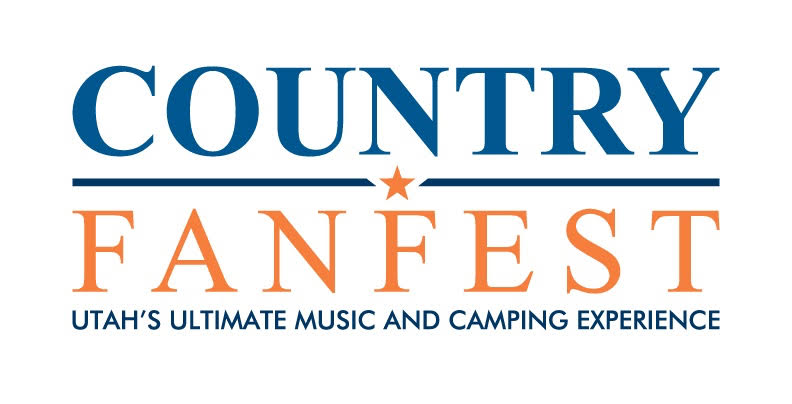 COUNTRY
FANFEST
UTAH'S ULTIMATE MUSIC AND CAMPING EXPERIENCE